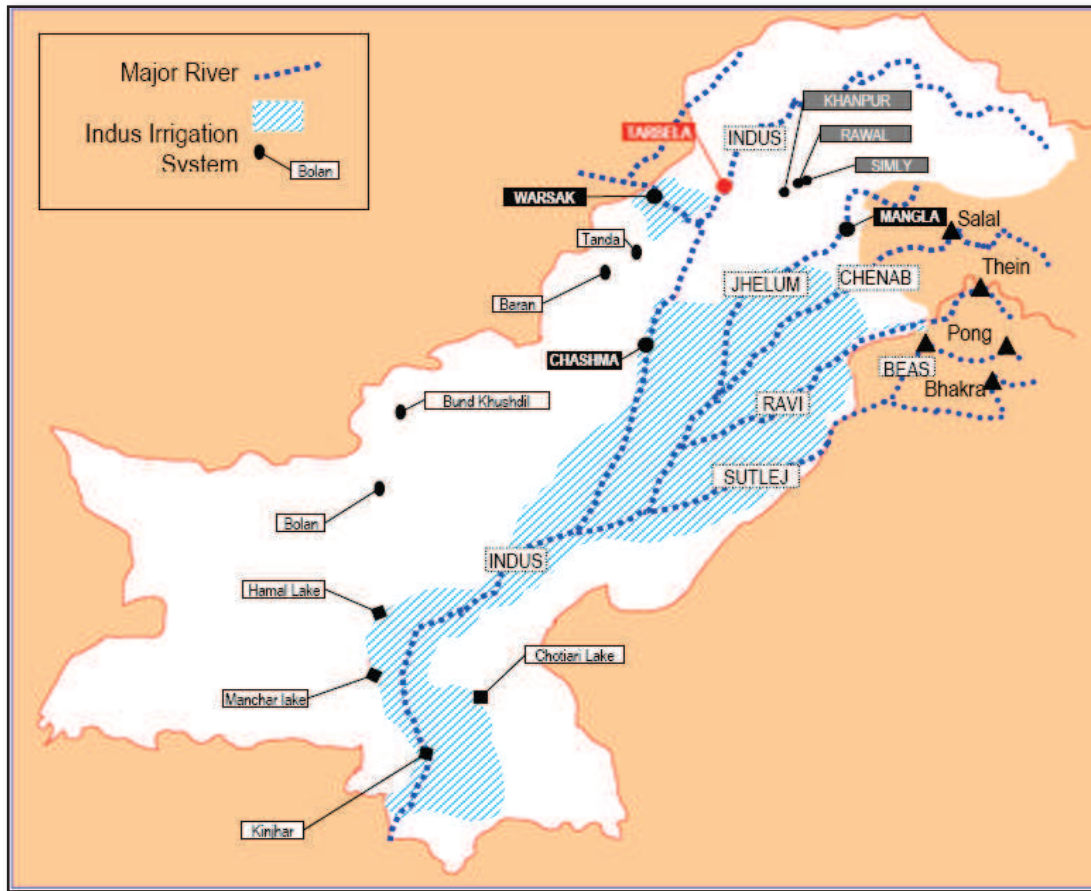 Major River
Indus Irrigation
System
Bolan
KHANPUR
TARBELA
INDUS
RAWAL
SIMLY
WARSAK
MANGLA
Salal
Tanda
Thein
JHELUM
CHENAB
Baran
Pong
CHASHMA
BEAS
Bhakra
Bund Khushdil
RAVI
SUTLEJ
Bolan
INDUS
Hamal Lake
Chotiari Lake
Manchar lake
Kinjhar